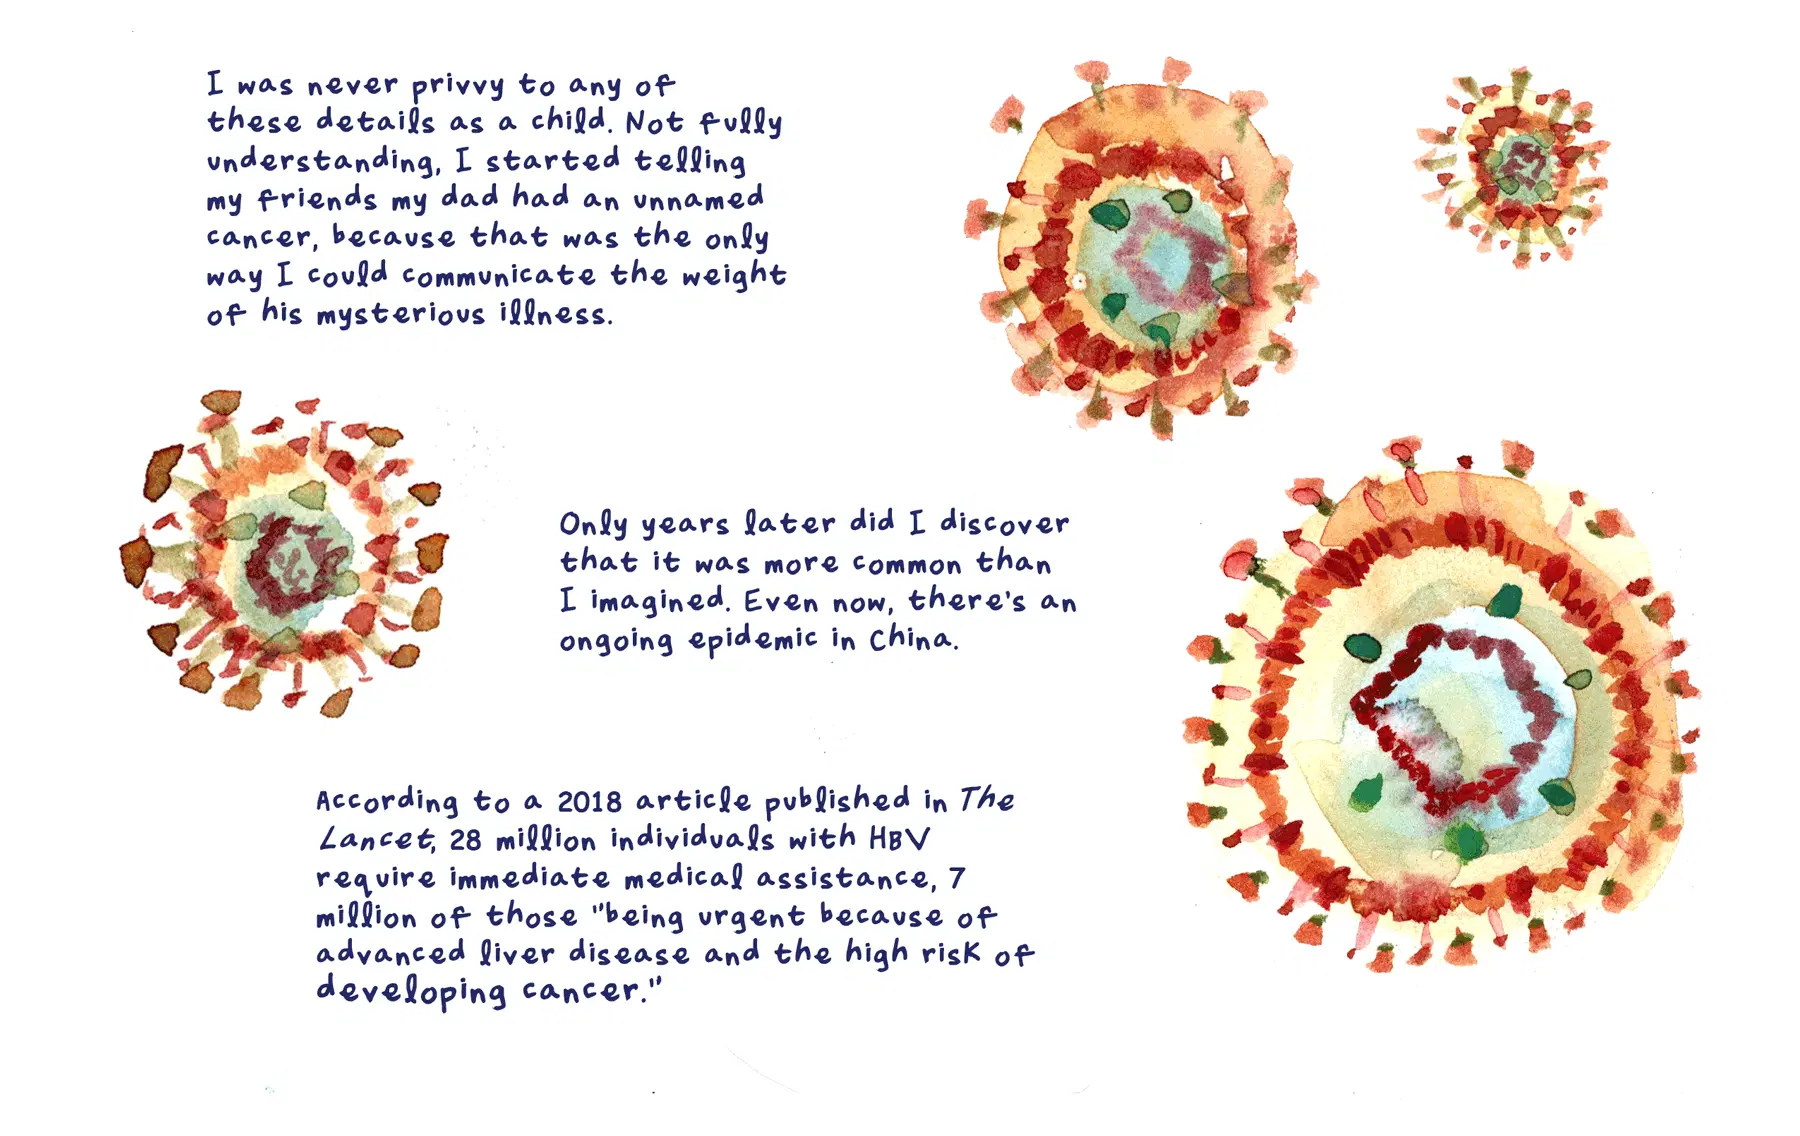 I was never privvy to any of
these details as a child. Not fully
understanding, I started telling
my friends my dad had an unnamed
cancer, because that was the only
way I could communicate the weight
of his mysterious illness.
Only years later did I discover
that it was more common than
I imagined. Even now, there's an
ongoing epidemic in China.
According to a 2018 article published in The
Lancet, 28 million individuals with HBV
require immediate medical assistance, 7
million of those "being urgent because of
advanced liver disease and the high risk of
developing cancer."